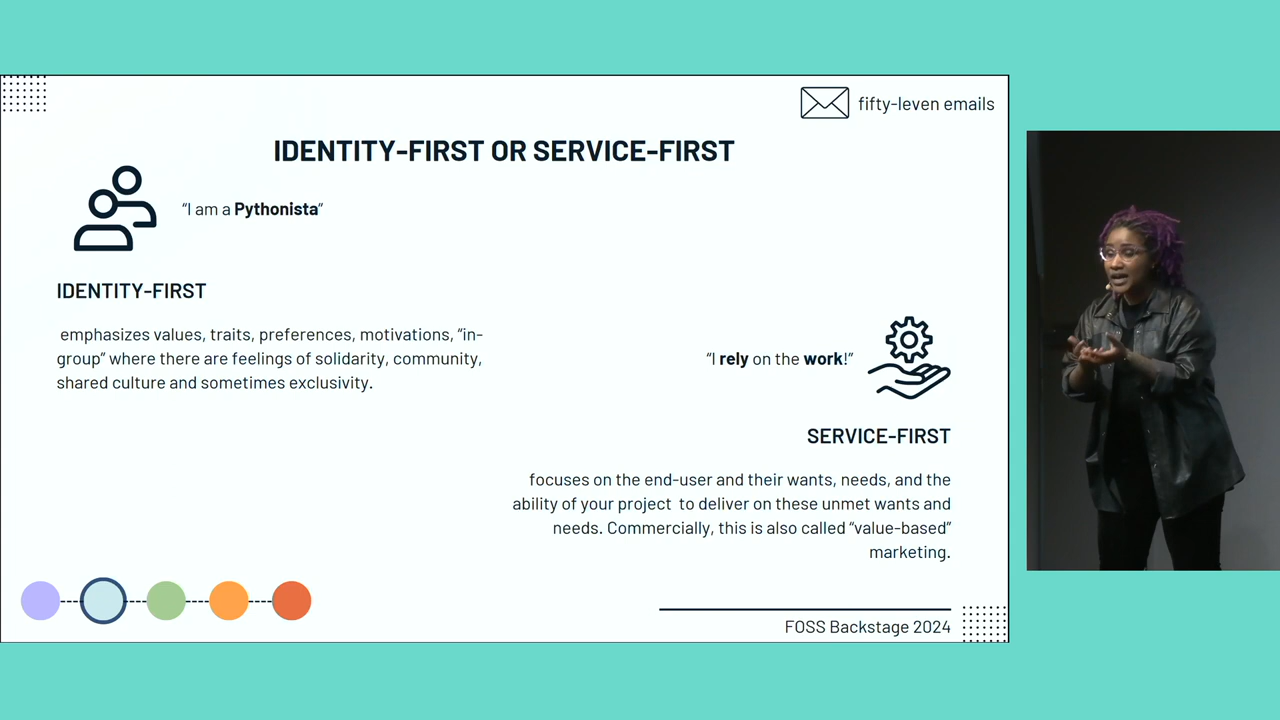 fifty-leven emails
IDENTITY-FIRST OR SERVICE-FIRST
“I am a Pythonista“
IDENTITY-FIRST
emphasizes values, traits, preferences, motivations, “in-
group” where there are feelings of solidarity, community,
shared culture and sometimes exclusivity.
“I rely on the work!”
SERVICE-FIRST
focuses on the end-user and their wants, needs, and the
ability of your project to deliver on these unmet wants and
needs. Commercially, this is also called “value-based”
marketing.
FOSS Backstage 2024